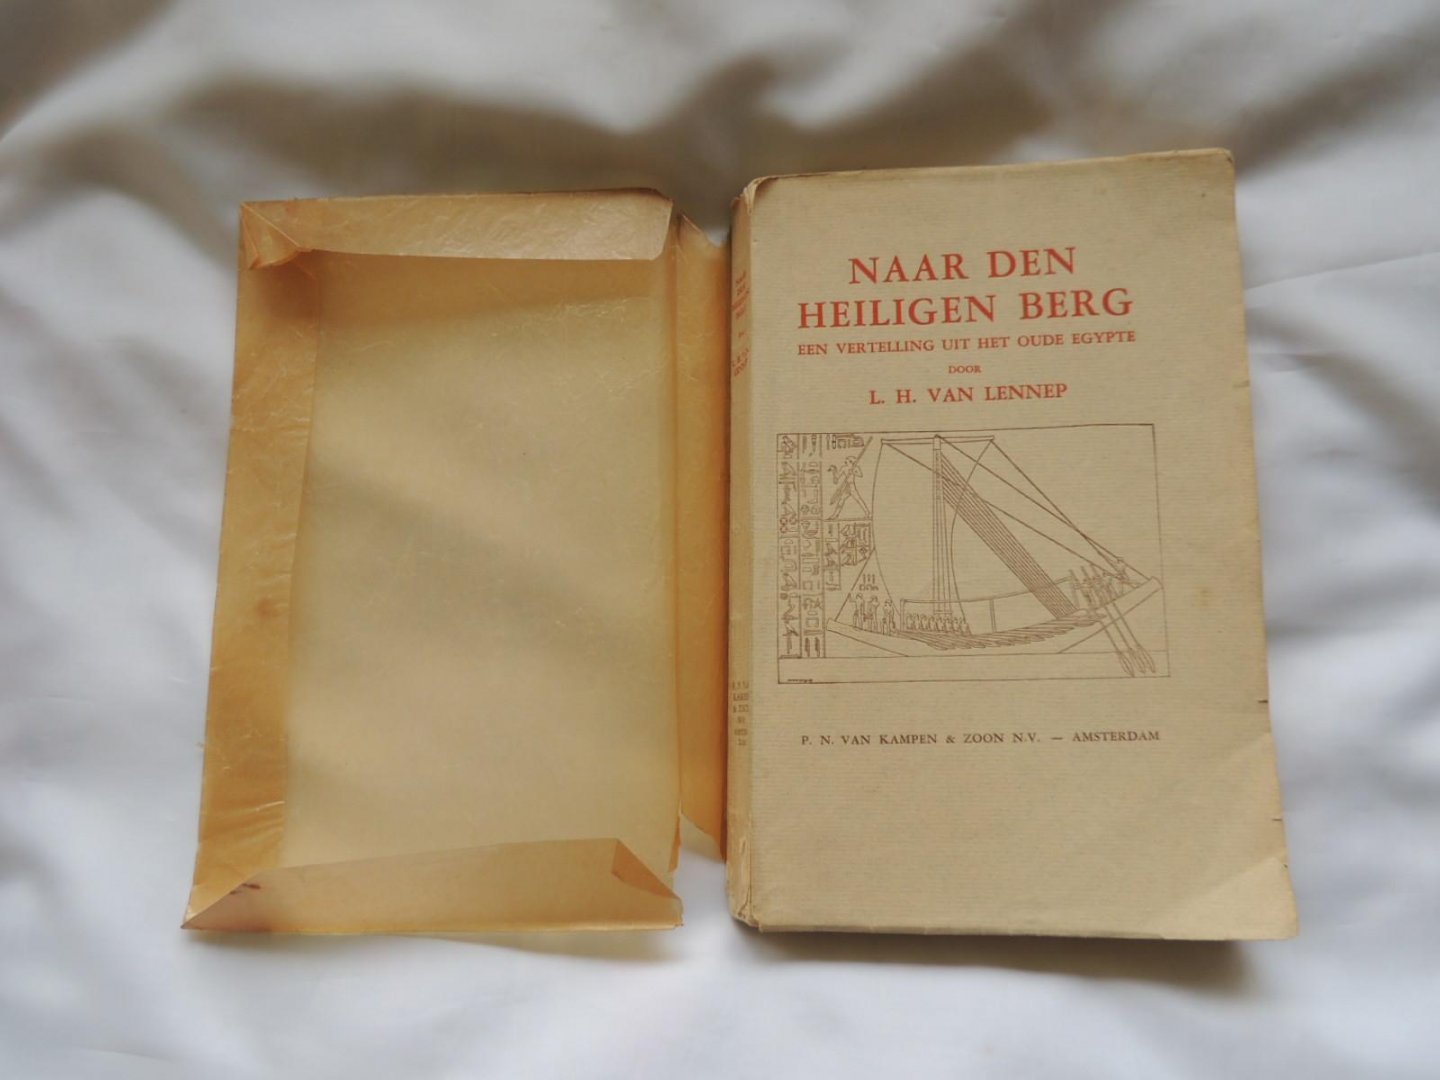 NAAR DEN
HEILIGEN BERG
EEN VERTELLING UIT HET OUDE EGYPTE
DOOR
L. H. VAN LENNEP
P. N. VAN KAMPEN & ZOON N.V. — AMSTERDAM